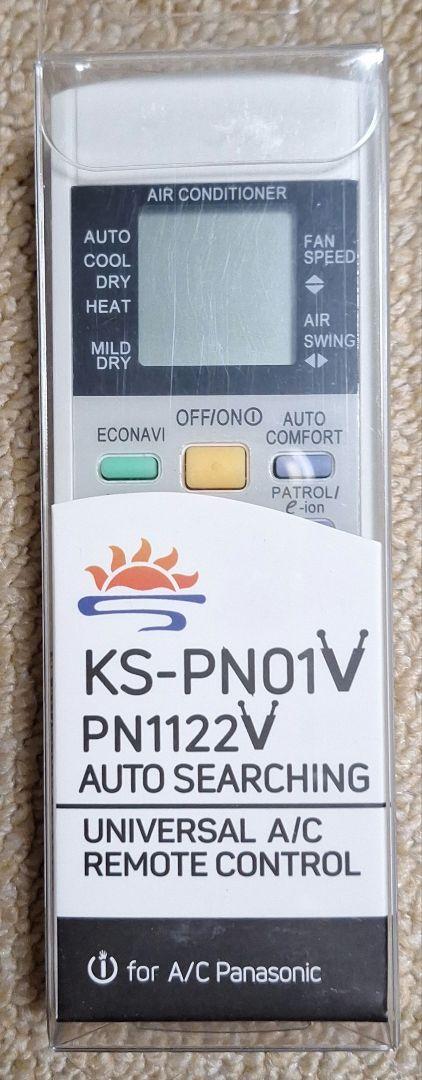 AIR CONDITIONER
AUTO
COOL
DRY
HEAT
MILD
DRY
FAN
SPEED
AIR
SWING
OFF/ON
ECONAVI
AUTO
COMFORT
PATROL/
e-ion
KS-PN01V
PN1122V
AUTO SEARCHING
UNIVERSAL A/C
REMOTE CONTROL
for A/C Panasonic